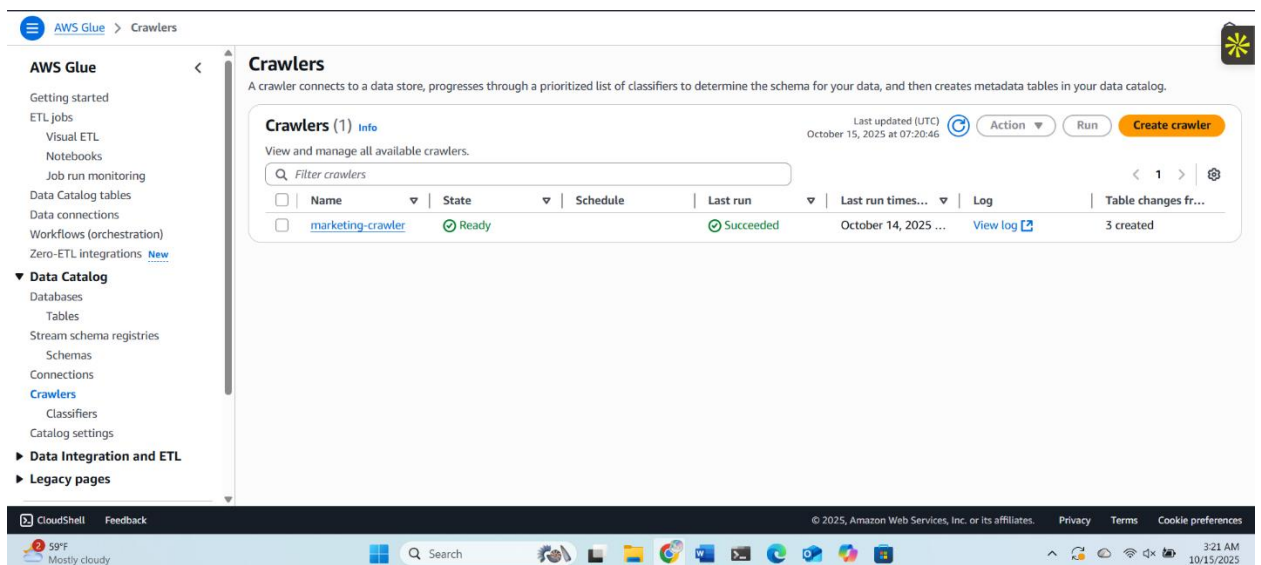 AWS Glue > Crawlers
AWS Glue
Getting started
ETL jobs
Visual ETL
Notebooks
Job run monitoring
Data Catalog tables
Data connections
Workflows (orchestration)
Zero-ETL integrations New
Data Catalog
Databases
Tables
Stream schema registries
Schemas
Connections
Crawlers
Classifiers
Catalog settings
Data Integration and ETL
Legacy pages
Crawlers
A crawler connects to a data store, progresses through a prioritized list of classifiers to determine the schema for your data, and then creates metadata tables in your data catalog.
Crawlers (1) Info
Last updated (UTC)
October 15, 2025 at 07:20:46
Action
Run
Create crawler
View and manage all available crawlers.
Filter crawlers
< 1 >
Name State Schedule Last run Last run times... Log Table changes fr...
marketing-crawler Ready Succeeded October 14, 2025 ... View log 3 created
CloudShell Feedback © 2025, Amazon Web Services, Inc. or its affiliates. Privacy Terms Cookie preferences
2
59°F
Mostly cloudy
Search
3:21 AM
10/15/2025